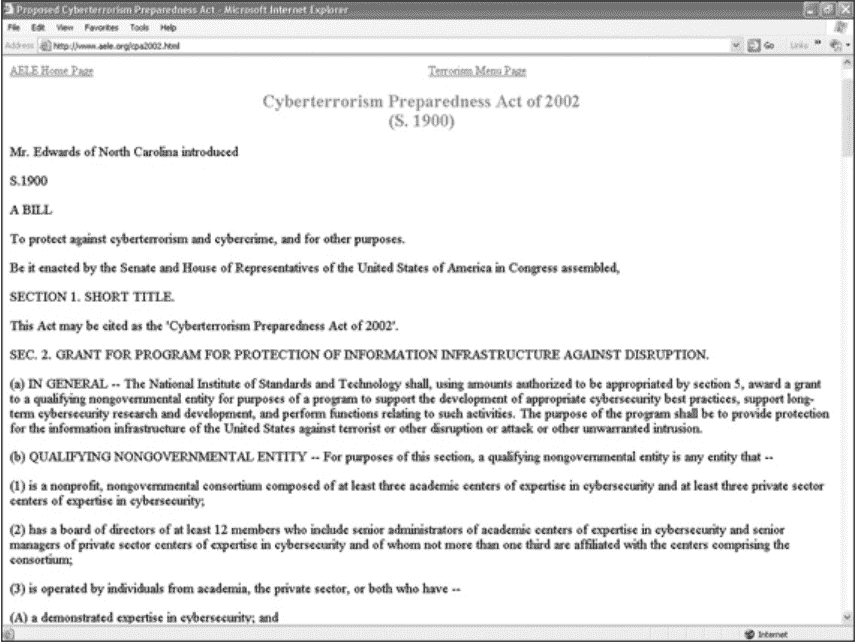 Proposed Cyberterrorism Preparedness Act - Microsoft Internet Explorer
File Edit View Favorites Tools Help
Address http://www.aele.org/cpa2002.html Go Links »
AELE Home Page Terrorism Menu Page
Cyberterrorism Preparedness Act of 2002
(S. 1900)
Mr. Edwards of North Carolina introduced
S.1900
A BILL
To protect against cyberterrorism and cybercrime, and for other purposes.
Be it enacted by the Senate and House of Representatives of the United States of America in Congress assembled,
SECTION 1. SHORT TITLE.
This Act may be cited as the 'Cyberterrorism Preparedness Act of 2002'.
SEC. 2. GRANT FOR PROGRAM FOR PROTECTION OF INFORMATION INFRASTRUCTURE AGAINST DISRUPTION.
(a) IN GENERAL -- The National Institute of Standards and Technology shall, using amounts authorized to be appropriated by section 5, award a grant
to a qualifying nongovernmental entity for purposes of a program to support the development of appropriate cybersecurity best practices, support long-
term cybersecurity research and development, and perform functions relating to such activities. The purpose of the program shall be to provide protection
for the information infrastructure of the United States against terrorist or other disruption or attack or other unwarranted intrusion.
(b) QUALIFYING NONGOVERNMENTAL ENTITY -- For purposes of this section, a qualifying nongovernmental entity is any entity that --
(1) is a nonprofit, nongovernmental consortium composed of at least three academic centers of expertise in cybersecurity and at least three private sector
centers of expertise in cybersecurity;
(2) has a board of directors of at least 12 members who include senior administrators of academic centers of expertise in cybersecurity and senior
managers of private sector centers of expertise in cybersecurity and of whom not more than one third are affiliated with the centers comprising the
consortium;
(3) is operated by individuals from academia, the private sector, or both who have --
(A) a demonstrated expertise in cybersecurity; and
Internet